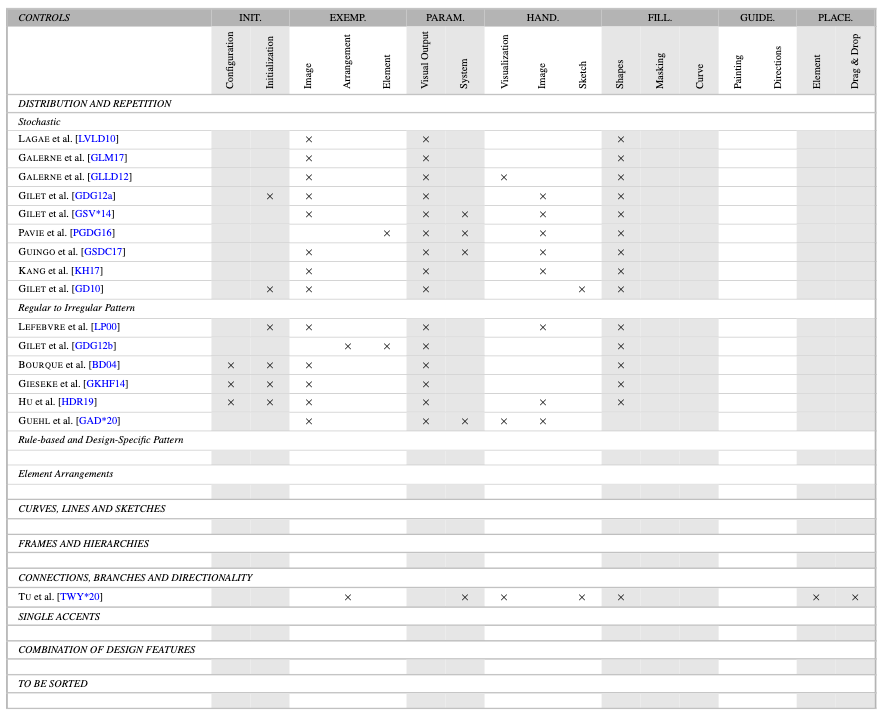 CONTROLS INIT. EXEMP. PARAM. HAND. FILL. GUIDE. PLACE.
Configuration Initialization Image Arrangement Element Visual Output System Visualization Image Sketch Shapes Masking Curve Painting Directions Element Drag & Drop
DISTRIBUTION AND REPETITION
Stochastic
LAGAE et al. [LVLD10] × × ×
GALERNE et al. [GLM17] × × ×
GALERNE et al. [GLLD12] × × × ×
GILET et al. [GDG12a] × × × × ×
GILET et al. [GSV*14] × × × × ×
PAVIE et al. [PGDG16] × × × × ×
GUINGO et al. [GSDC17] × × × × ×
KANG et al. [KH17] × × × ×
GILET et al. [GD10] × × × × ×
Regular to Irregular Pattern
LEFEBVRE et al. [LP00] × × × × ×
GILET et al. [GDG12b] × × × ×
BOURQUE et al. [BD04] × × × × ×
GIESEKE et al. [GKHF14] × × × × ×
HU et al. [HDR19] × × × × × ×
GUEHL et al. [GAD*20] × × × × ×
Rule-based and Design-Specific Pattern
Element Arrangements
CURVES, LINES AND SKETCHES
FRAMES AND HIERARCHIES
CONNECTIONS, BRANCHES AND DIRECTIONALITY
TU et al. [TWY*20] × × × × × × ×
SINGLE ACCENTS
COMBINATION OF DESIGN FEATURES
TO BE SORTED